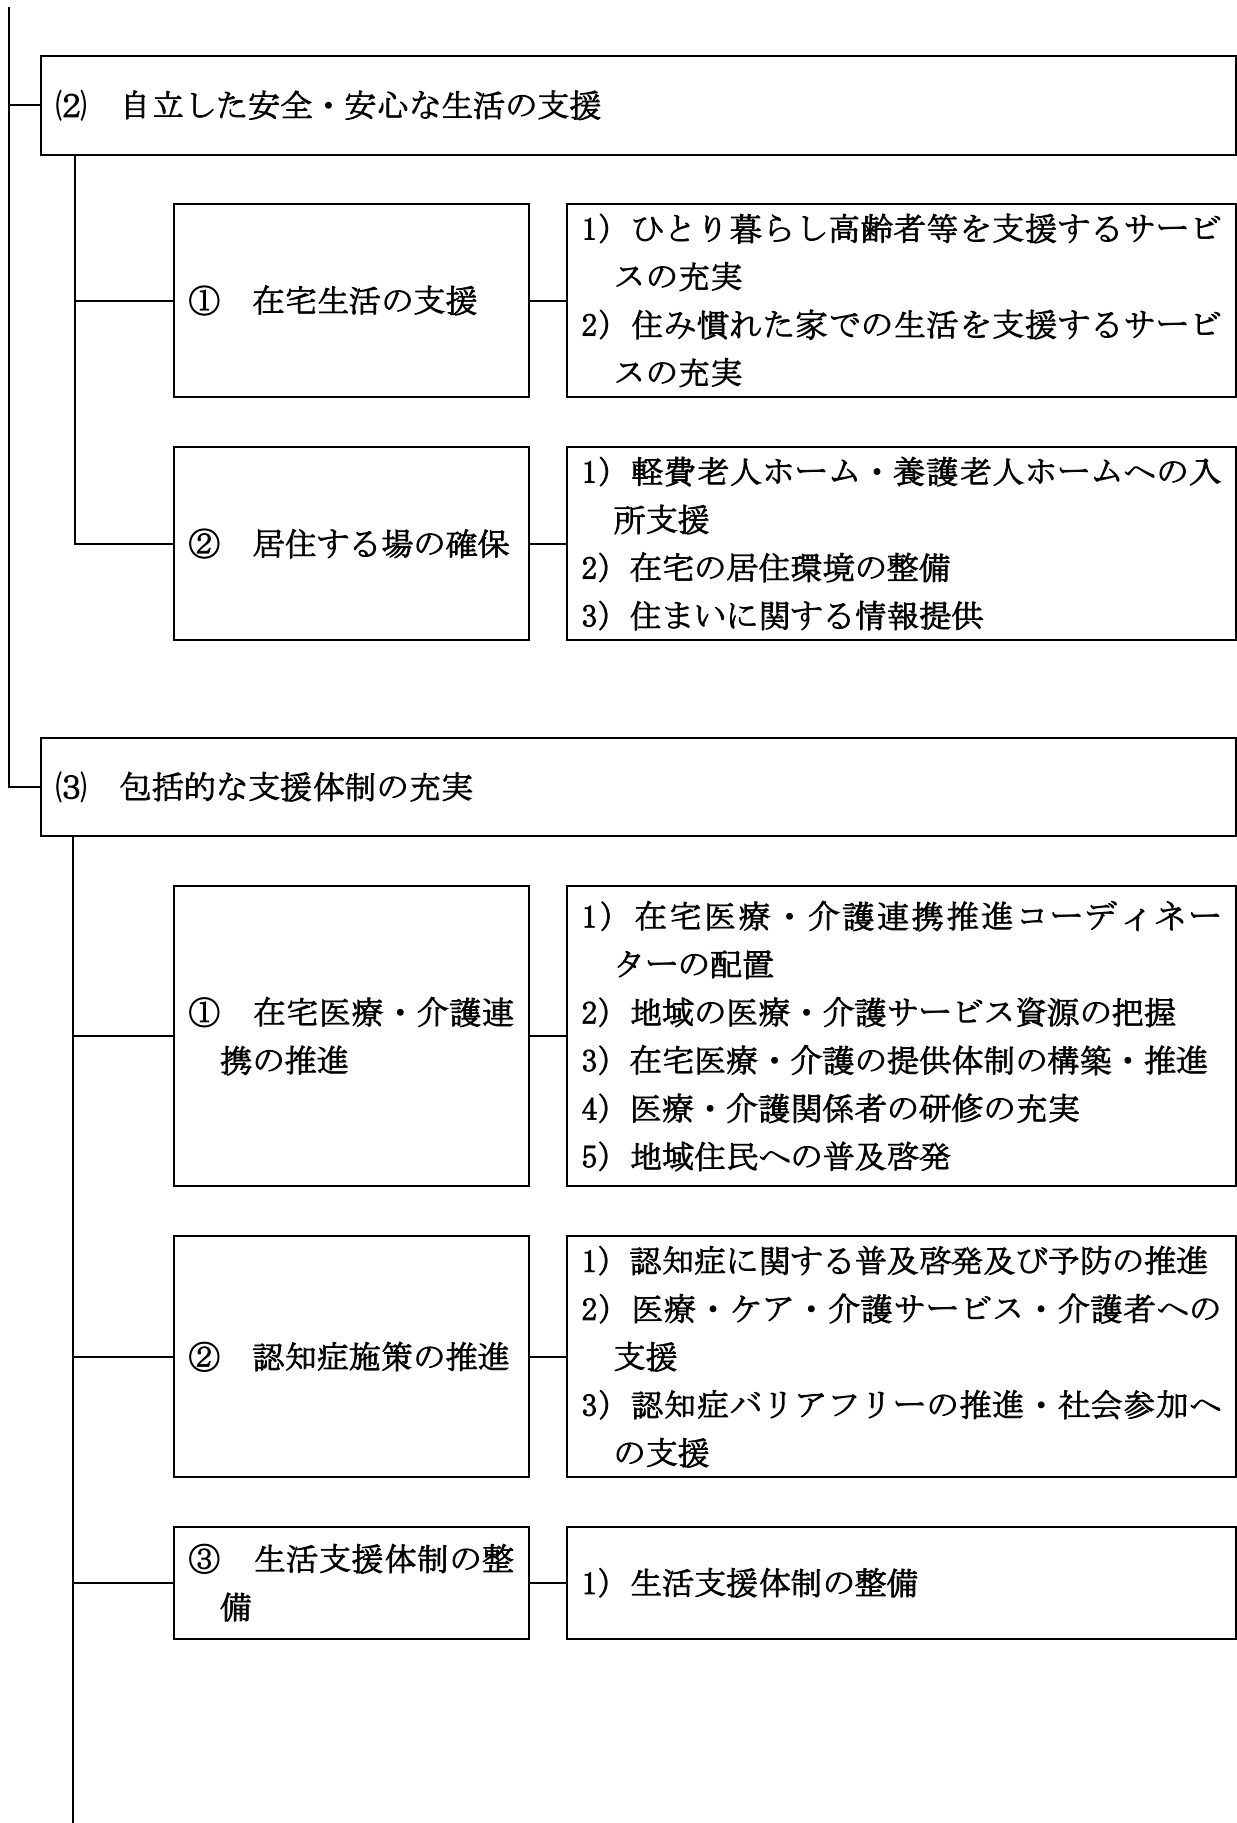 ⑵　自立した安全・安心な生活の支援
①　在宅生活の支援
1）ひとり暮らし高齢者等を支援するサービ
スの充実
2）住み慣れた家での生活を支援するサービ
スの充実
②　居住する場の確保
1）軽費老人ホーム・養護老人ホームへの入
所支援
2）在宅の居住環境の整備
3）住まいに関する情報提供
⑶　包括的な支援体制の充実
①　在宅医療・介護連
携の推進
1）在宅医療・介護連携推進コーディネー
ターの配置
2）地域の医療・介護サービス資源の把握
3）在宅医療・介護の提供体制の構築・推進
4）医療・介護関係者の研修の充実
5）地域住民への普及啓発
②　認知症施策の推進
1）認知症に関する普及啓発及び予防の推進
2）医療・ケア・介護サービス・介護者への
支援
3）認知症バリアフリーの推進・社会参加へ
の支援
③　生活支援体制の整
備
1）生活支援体制の整備